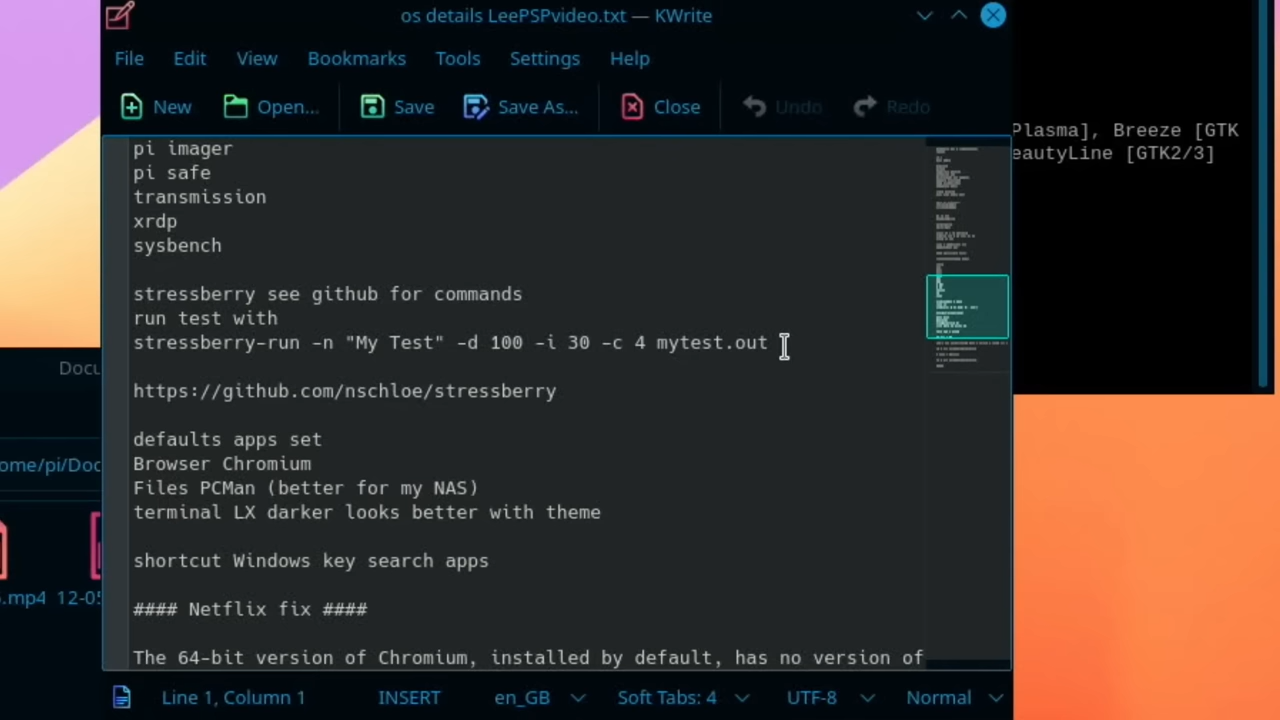 os details LeePSPvideo.txt — KWrite
File Edit View Bookmarks Tools Settings Help
New Open... Save Save As... Close Undo Redo
pi imager
pi safe
transmission
xrdp
sysbench
stressberry see github for commands
run test with
stressberry-run -n "My Test" -d 100 -i 30 -c 4 mytest.out
https://github.com/nschloe/stressberry
defaults apps set
Browser Chromium
Files PCMan (better for my NAS)
terminal LX darker looks better with theme
shortcut Windows key search apps
#### Netflix fix ####
The 64-bit version of Chromium, installed by default, has no version of
Line 1, Column 1 INSERT en_GB Soft Tabs: 4 UTF-8 Normal
Plasma], Breeze [GTK
eautyLine [GTK2/3]
Docu
ome/pi/Doc
.mp4 12-05